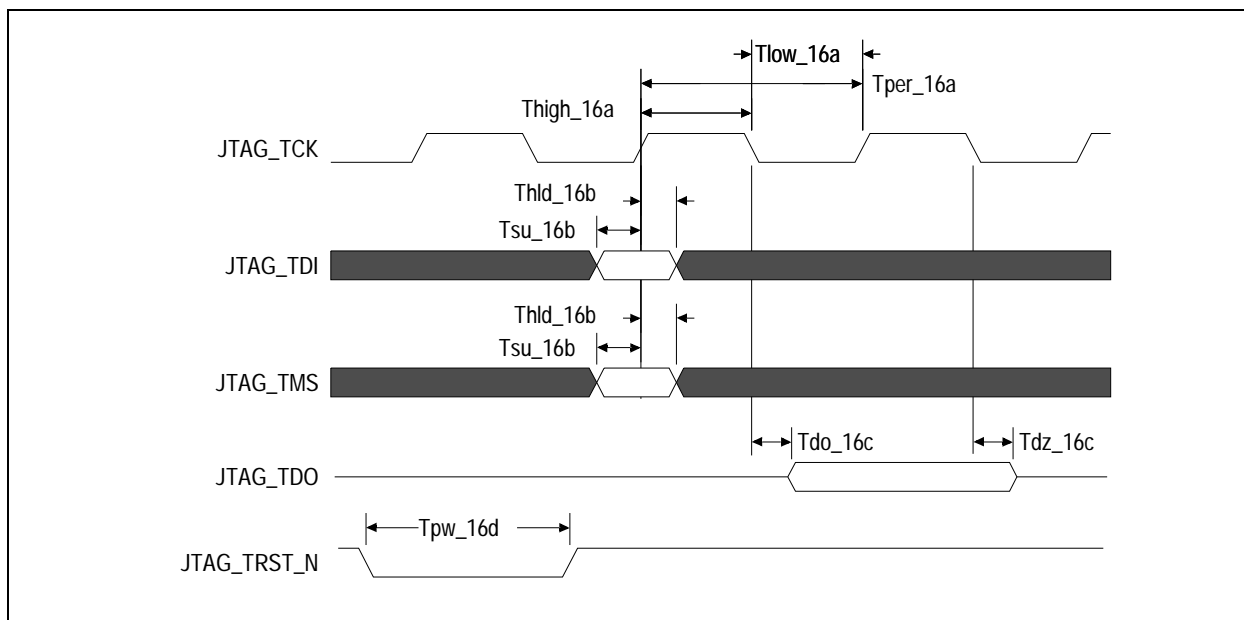 Tlow_16a
Tper_16a
Thigh_16a
JTAG_TCK
Thld_16b
Tsu_16b
JTAG_TDI
Thld_16b
Tsu_16b
JTAG_TMS
Tdo_16c
Tdz_16c
JTAG_TDO
Tpw_16d
JTAG_TRST_N